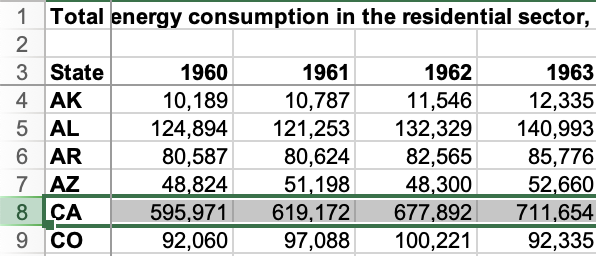 1 Total energy consumption in the residential sector,
2
3 State 1960 1961 1962 1963
4 AK 10,189 10,787 11,546 12,335
5 AL 124,894 121,253 132,329 140,993
6 AR 80,587 80,624 82,565 85,776
7 AZ 48,824 51,198 48,300 52,660
8 CA 595,971 619,172 677,892 711,654
9 CO 92,060 97,088 100,221 92,335